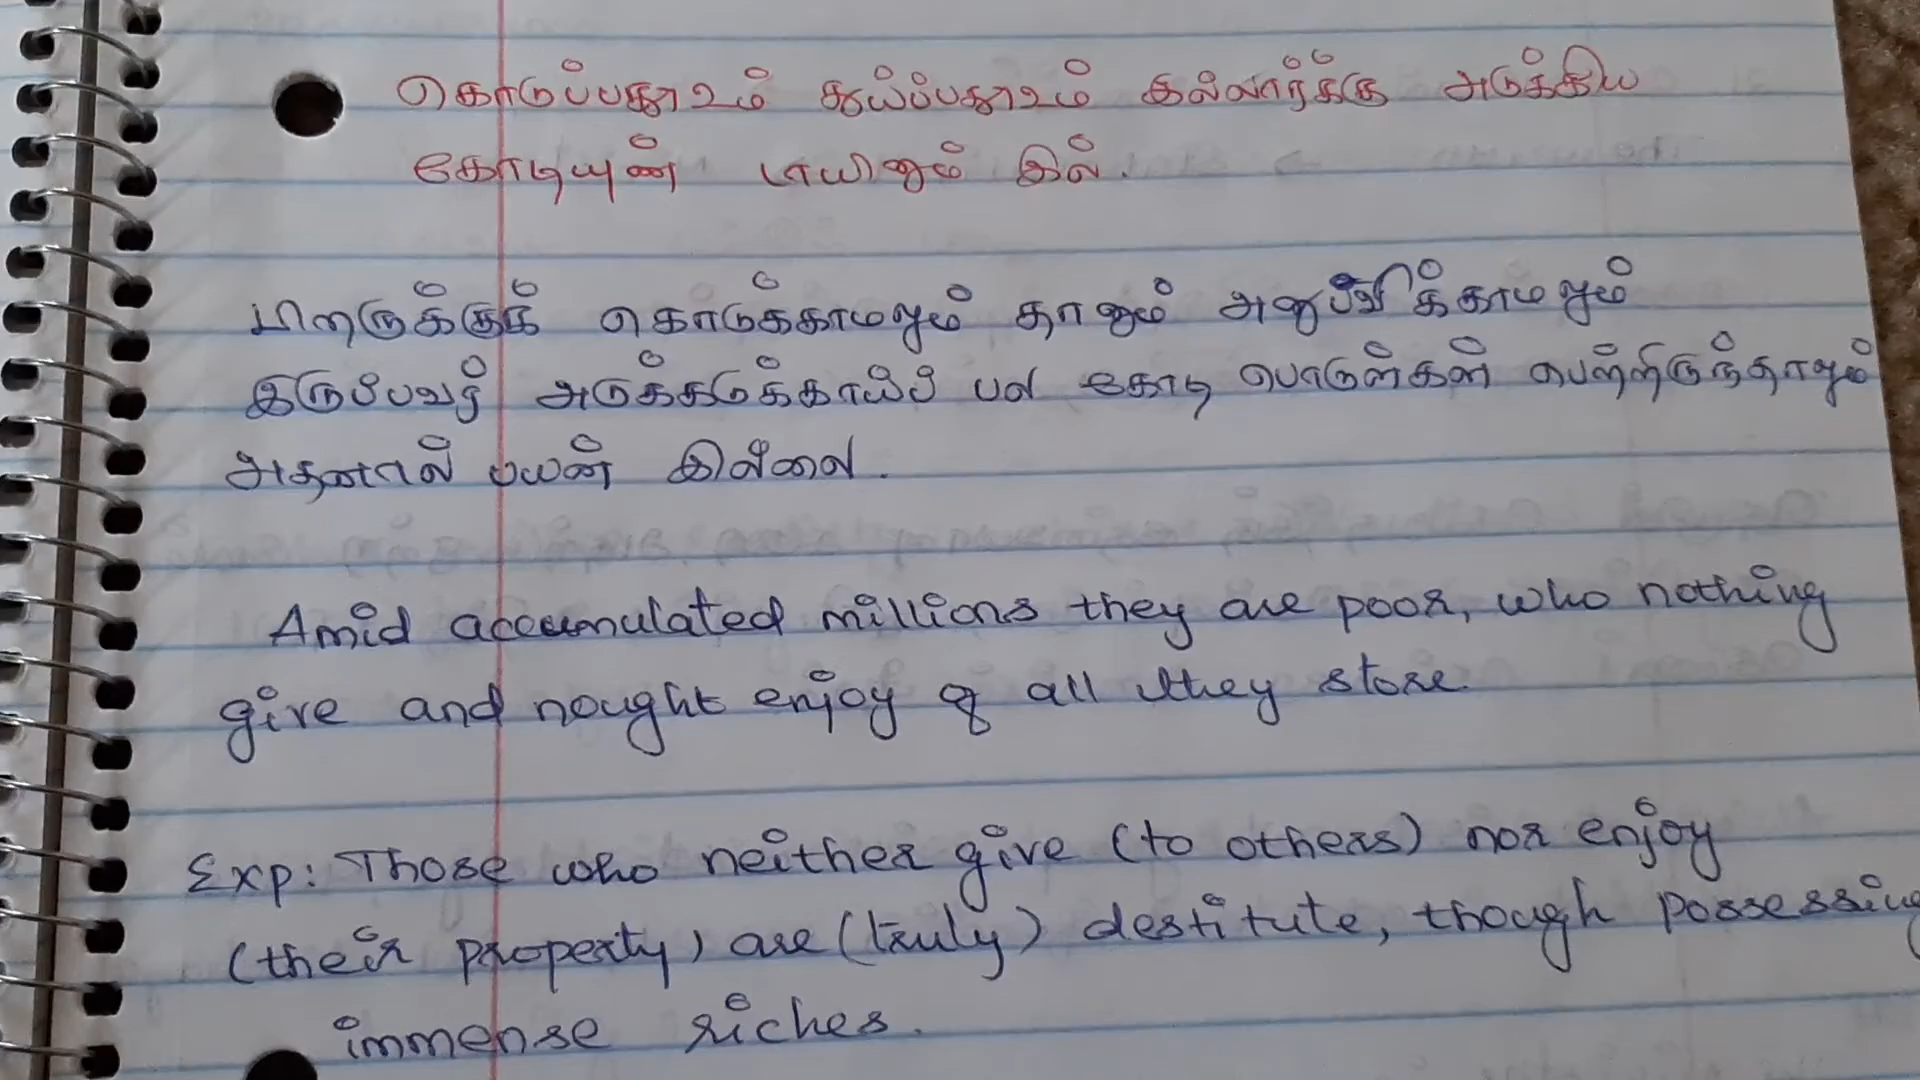 கொடுப்பதூஉம் துய்ப்பதூஉம் இல்லார்க்கு அடுக்கிய
கோடியுண் டாயினும் இல்.
பிறருக்குக் கொடுக்காமலும் தானும் அனுபவிக்காமலும்
இருப்பவர் அடுக்கடுக்காய்ப் பல கோடி பொருள்கள் பெற்றிருந்தாலும்
அதனால் பயன் இல்லை.
Amid accumulated millions they are poor, who nothing
give and nought enjoy of all they store.
Exp: Those who neither give (to others) nor enjoy
(their property) are (truly) destitute, though possessing
immense riches.